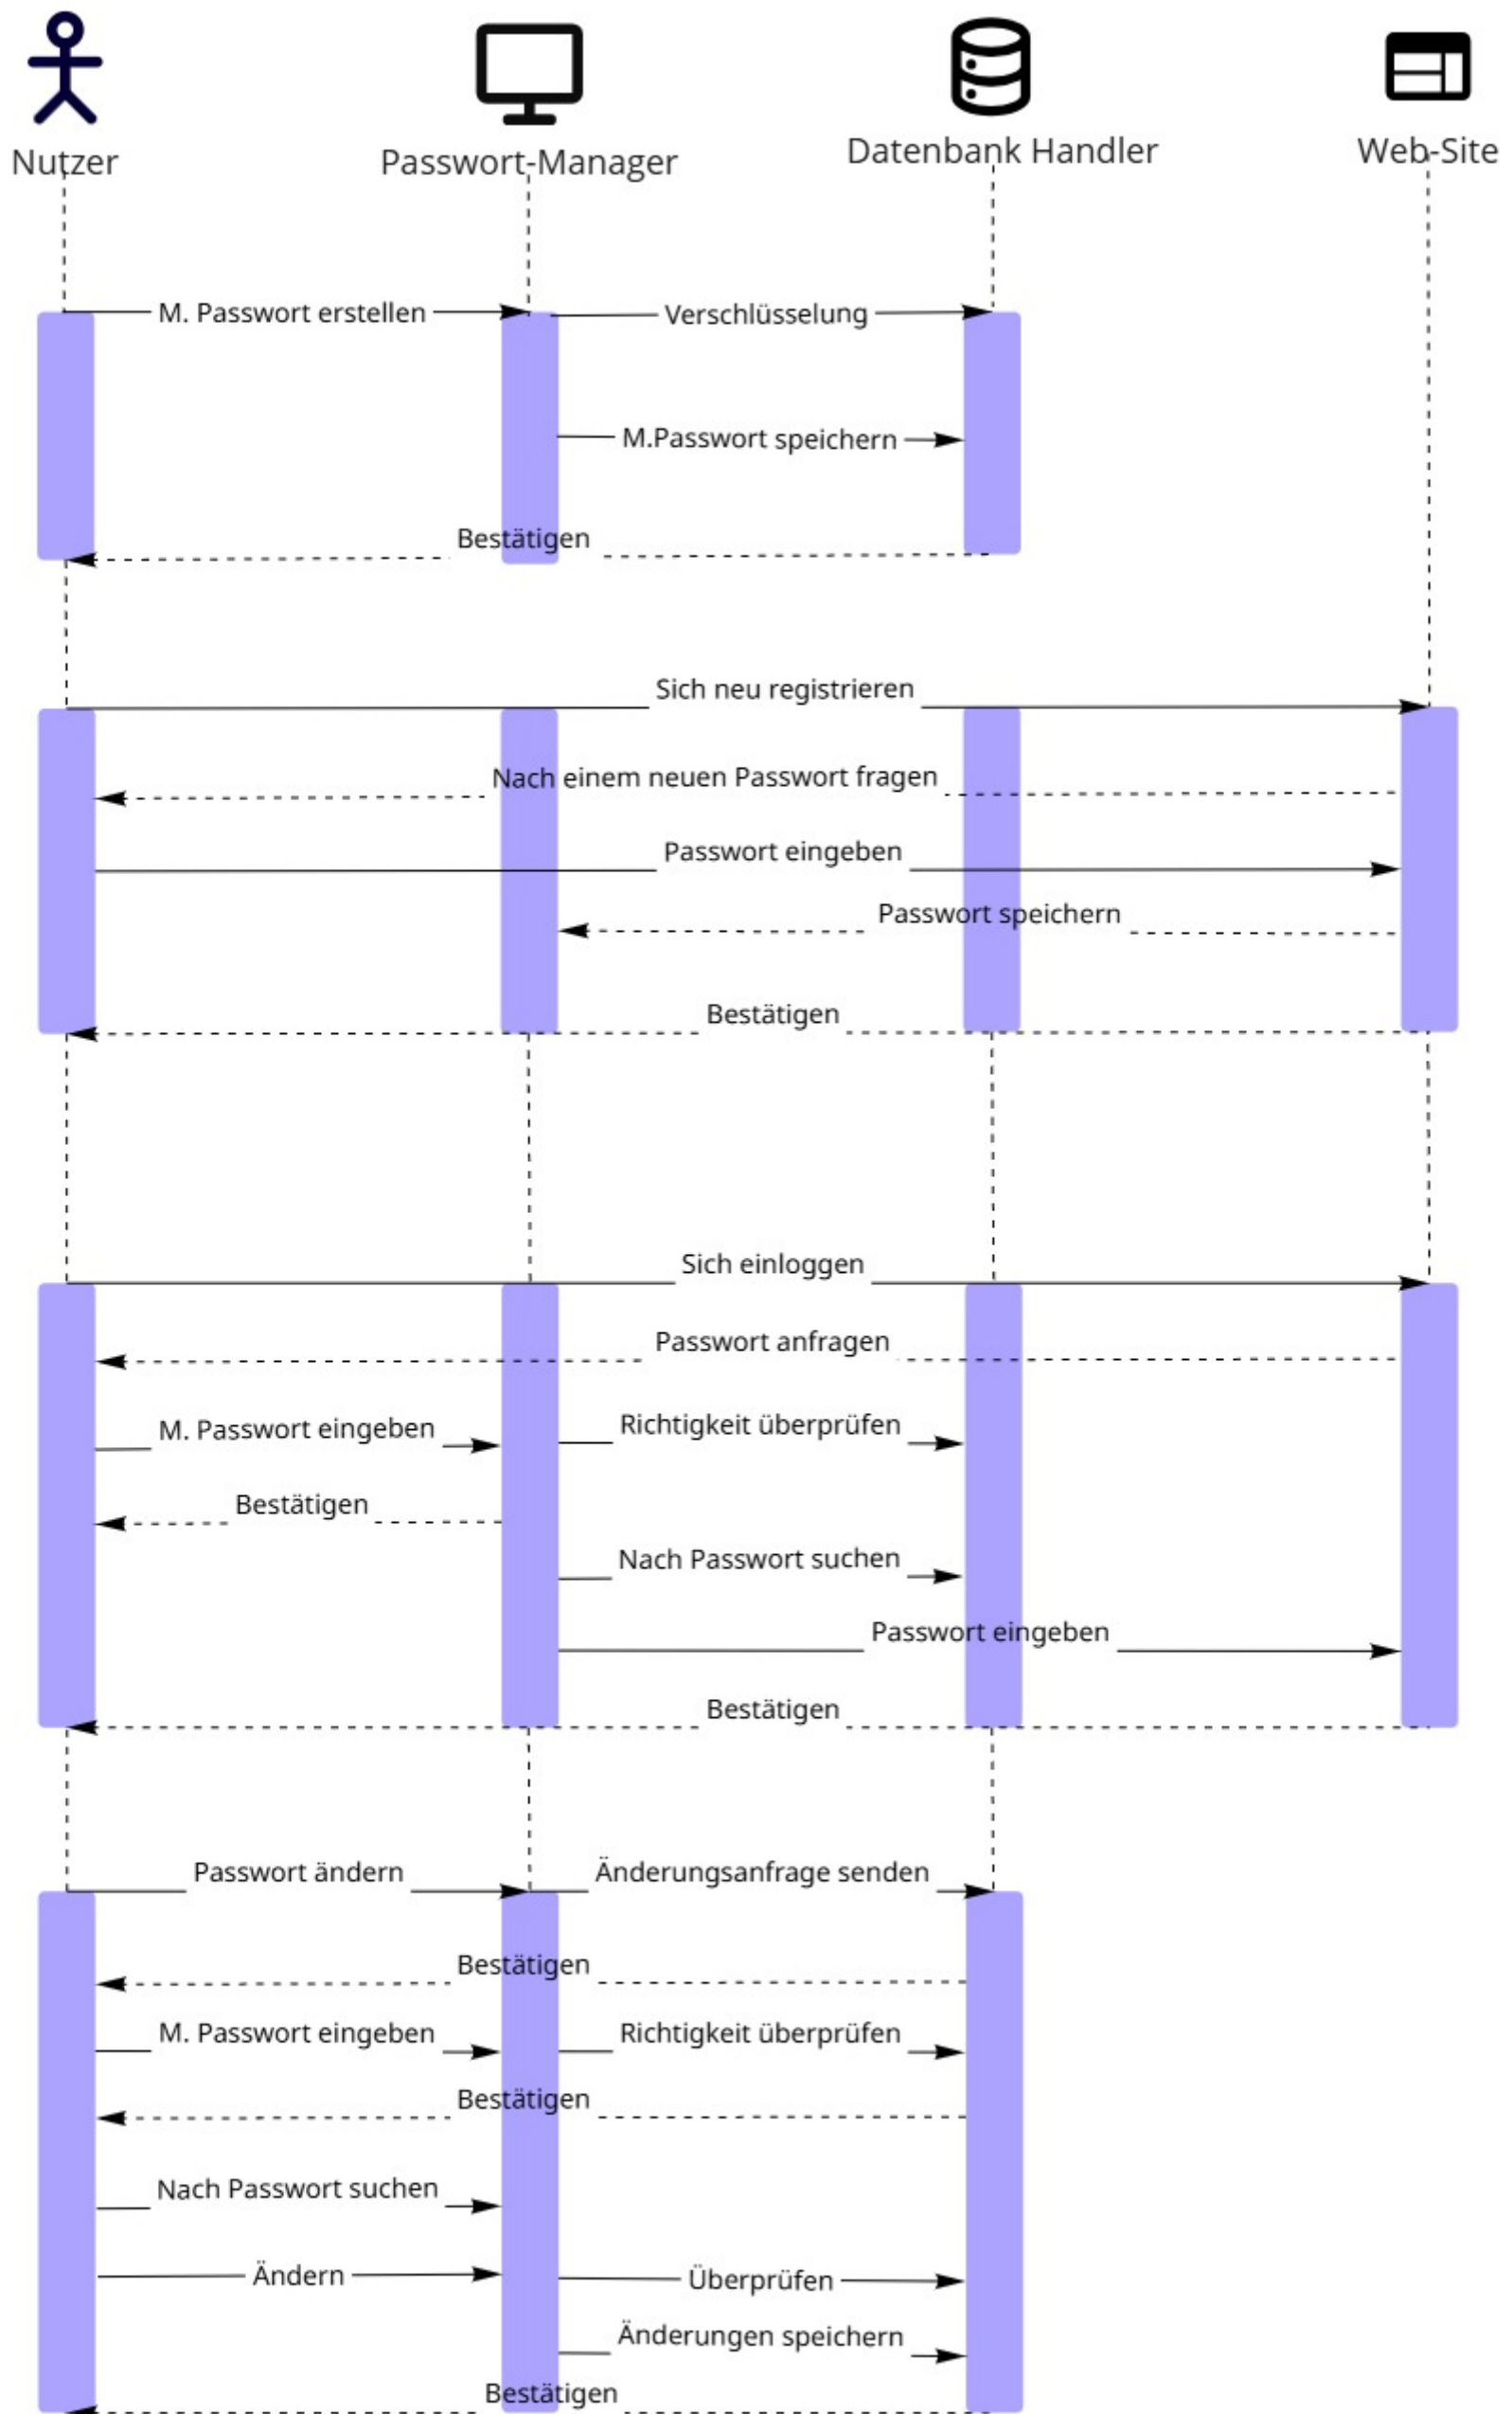 Nutzer
Passwort-Manager
Datenbank Handler
Web-Site
M. Passwort erstellen
Verschlüsselung
M.Passwort speichern
Bestätigen
Sich neu registrieren
Nach einem neuen Passwort fragen
Passwort eingeben
Passwort speichern
Bestätigen
Sich einloggen
Passwort anfragen
M. Passwort eingeben
Richtigkeit überprüfen
Bestätigen
Nach Passwort suchen
Passwort eingeben
Bestätigen
Passwort ändern
Änderungsanfrage senden
Bestätigen
M. Passwort eingeben
Richtigkeit überprüfen
Bestätigen
Nach Passwort suchen
Ändern
Überprüfen
Änderungen speichern
Bestätigen